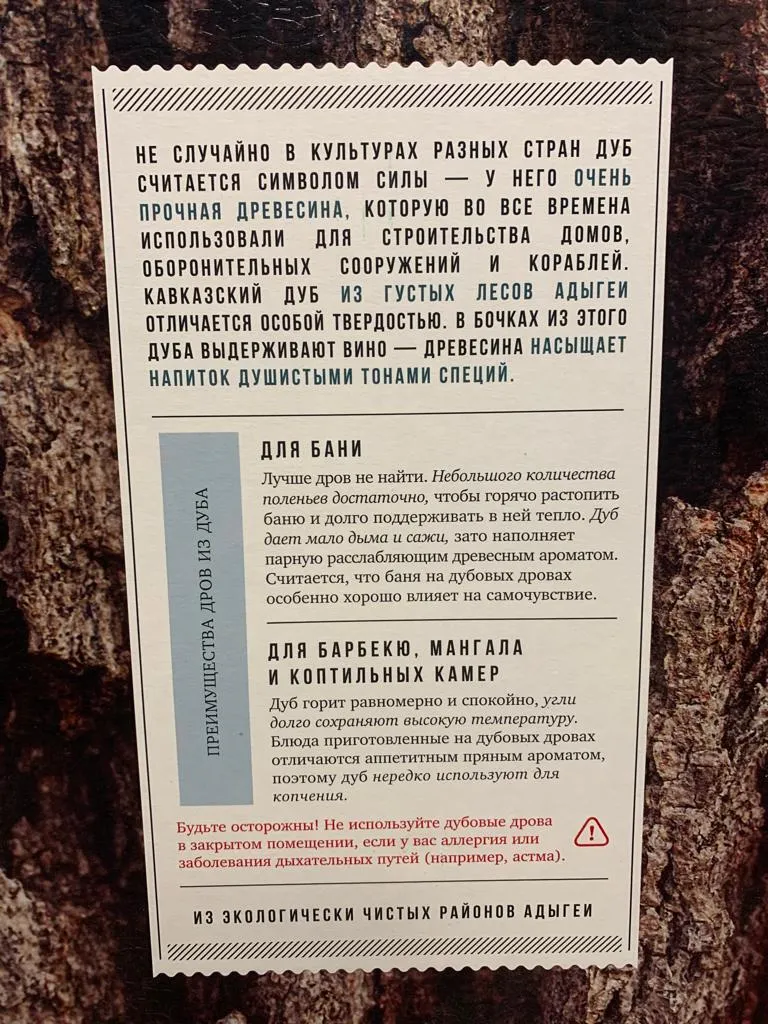 НЕ СЛУЧАЙНО В КУЛЬТУРАХ РАЗНЫХ СТРАН ДУБ
СЧИТАЕТСЯ СИМВОЛОМ СИЛЫ — У НЕГО ОЧЕНЬ
ПРОЧНАЯ ДРЕВЕСИНА, КОТОРУЮ ВО ВСЕ ВРЕМЕНА
ИСПОЛЬЗОВАЛИ ДЛЯ СТРОИТЕЛЬСТВА ДОМОВ,
ОБОРОНИТЕЛЬНЫХ СООРУЖЕНИЙ И КОРАБЛЕЙ.
КАВКАЗСКИЙ ДУБ ИЗ ГУСТЫХ ЛЕСОВ АДЫГЕИ
ОТЛИЧАЕТСЯ ОСОБОЙ ТВЕРДОСТЬЮ. В БОЧКАХ ИЗ ЭТОГО
ДУБА ВЫДЕРЖИВАЮТ ВИНО — ДРЕВЕСИНА НАСЫЩАЕТ
НАПИТОК ДУШИСТЫМИ ТОНАМИ СПЕЦИЙ.
ПРЕИМУЩЕСТВА ДРОВ ИЗ ДУБА
ДЛЯ БАНИ
Лучше дров не найти. Небольшого количества
поленьев достаточно, чтобы горячо растопить
баню и долго поддерживать в ней тепло. Дуб
дает мало дыма и сажи, зато наполняет
парную расслабляющим древесным ароматом.
Считается, что баня на дубовых дровах
особенно хорошо влияет на самочувствие.
ДЛЯ БАРБЕКЮ, МАНГАЛА
И КОПТИЛЬНЫХ КАМЕР
Дуб горит равномерно и спокойно, угли
долго сохраняют высокую температуру.
Блюда приготовленные на дубовых дровах
отличаются аппетитным пряным ароматом,
поэтому дуб нередко используют для
копчения.
Будьте осторожны! Не используйте дубовые дрова
в закрытом помещении, если у вас аллергия или
заболевания дыхательных путей (например, астма).
ИЗ ЭКОЛОГИЧЕСКИ ЧИСТЫХ РАЙОНОВ АДЫГЕИ